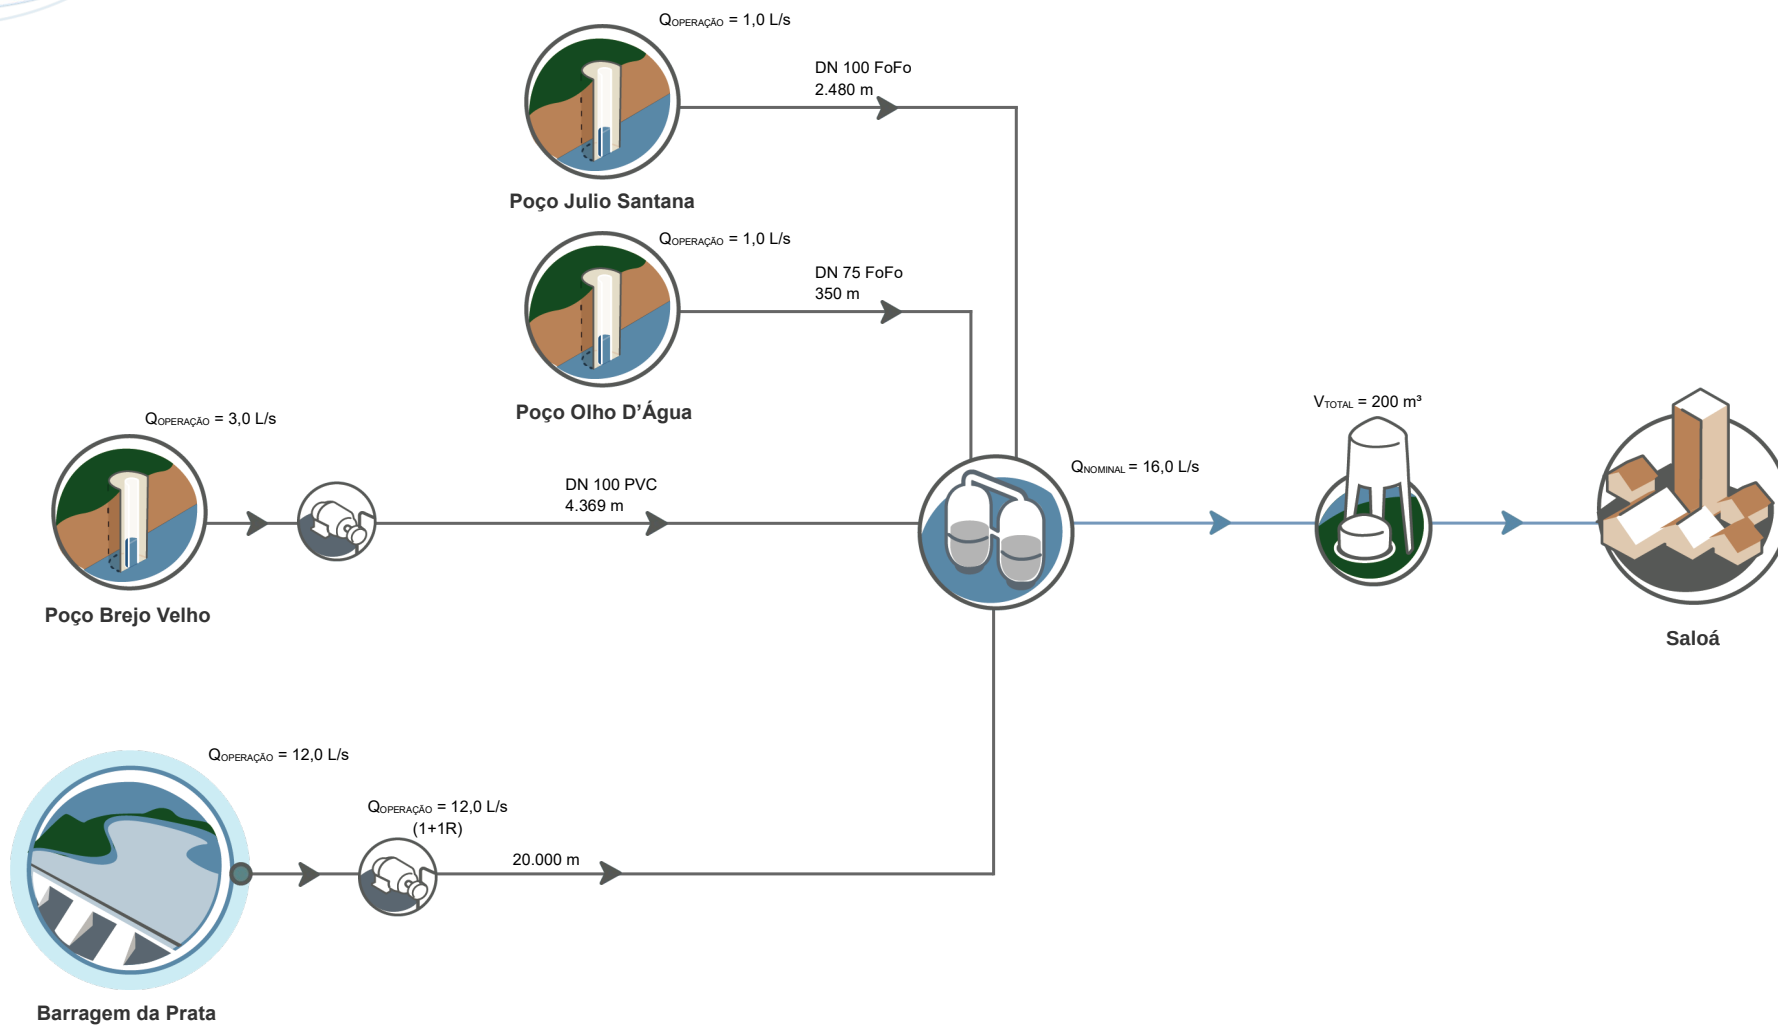 QOPERAÇÃO = 1,0 L/s
DN 100 FoFo
2.480 m
Poço Julio Santana
QOPERAÇÃO = 1,0 L/s
DN 75 FoFo
350 m
Poço Olho D’Água
QOPERAÇÃO = 3,0 L/s
DN 100 PVC
4.369 m
Poço Brejo Velho
QNOMINAL = 16,0 L/s
VTOTAL = 200 m³
Saloá
QOPERAÇÃO = 12,0 L/s
QOPERAÇÃO = 12,0 L/s
(1+1R)
20.000 m
Barragem da Prata